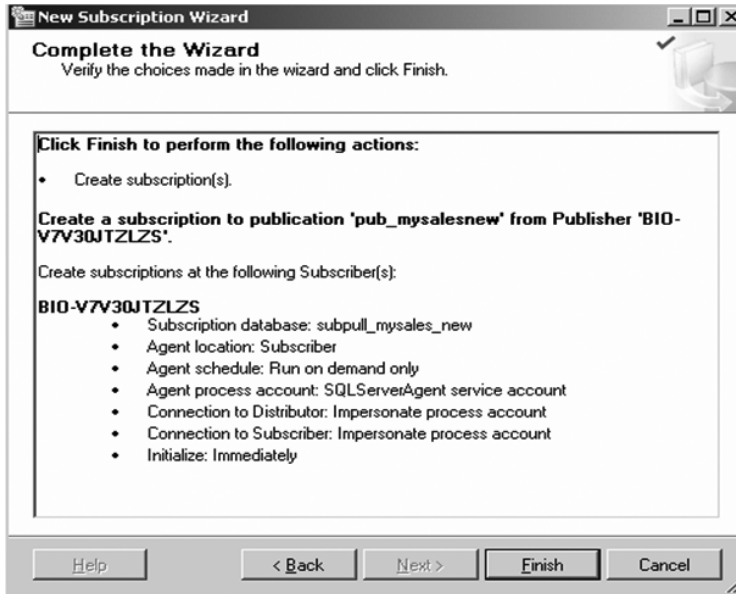 New Subscription Wizard
Complete the Wizard
Verify the choices made in the wizard and click Finish.
Click Finish to perform the following actions:
• Create subscription(s).
Create a subscription to publication 'pub_mysalesnew' from Publisher 'BIO-
V7V30JTZLZS'.
Create subscriptions at the following Subscriber(s):
BIO-V7V30JTZLZS
• Subscription database: subpull_mysales_new
• Agent location: Subscriber
• Agent schedule: Run on demand only
• Agent process account: SQLServerAgent service account
• Connection to Distributor: Impersonate process account
• Connection to Subscriber: Impersonate process account
• Initialize: Immediately
Help < Back Next > Finish Cancel